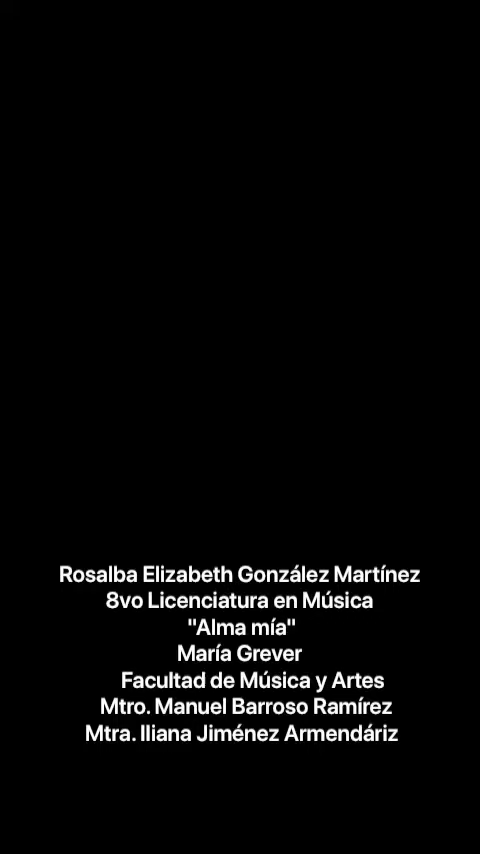 Rosalba Elizabeth González Martínez
8vo Licenciatura en Música
"Alma mía"
María Grever
Facultad de Música y Artes
Mtro. Manuel Barroso Ramírez
Mtra. Iliana Jiménez Armendáriz